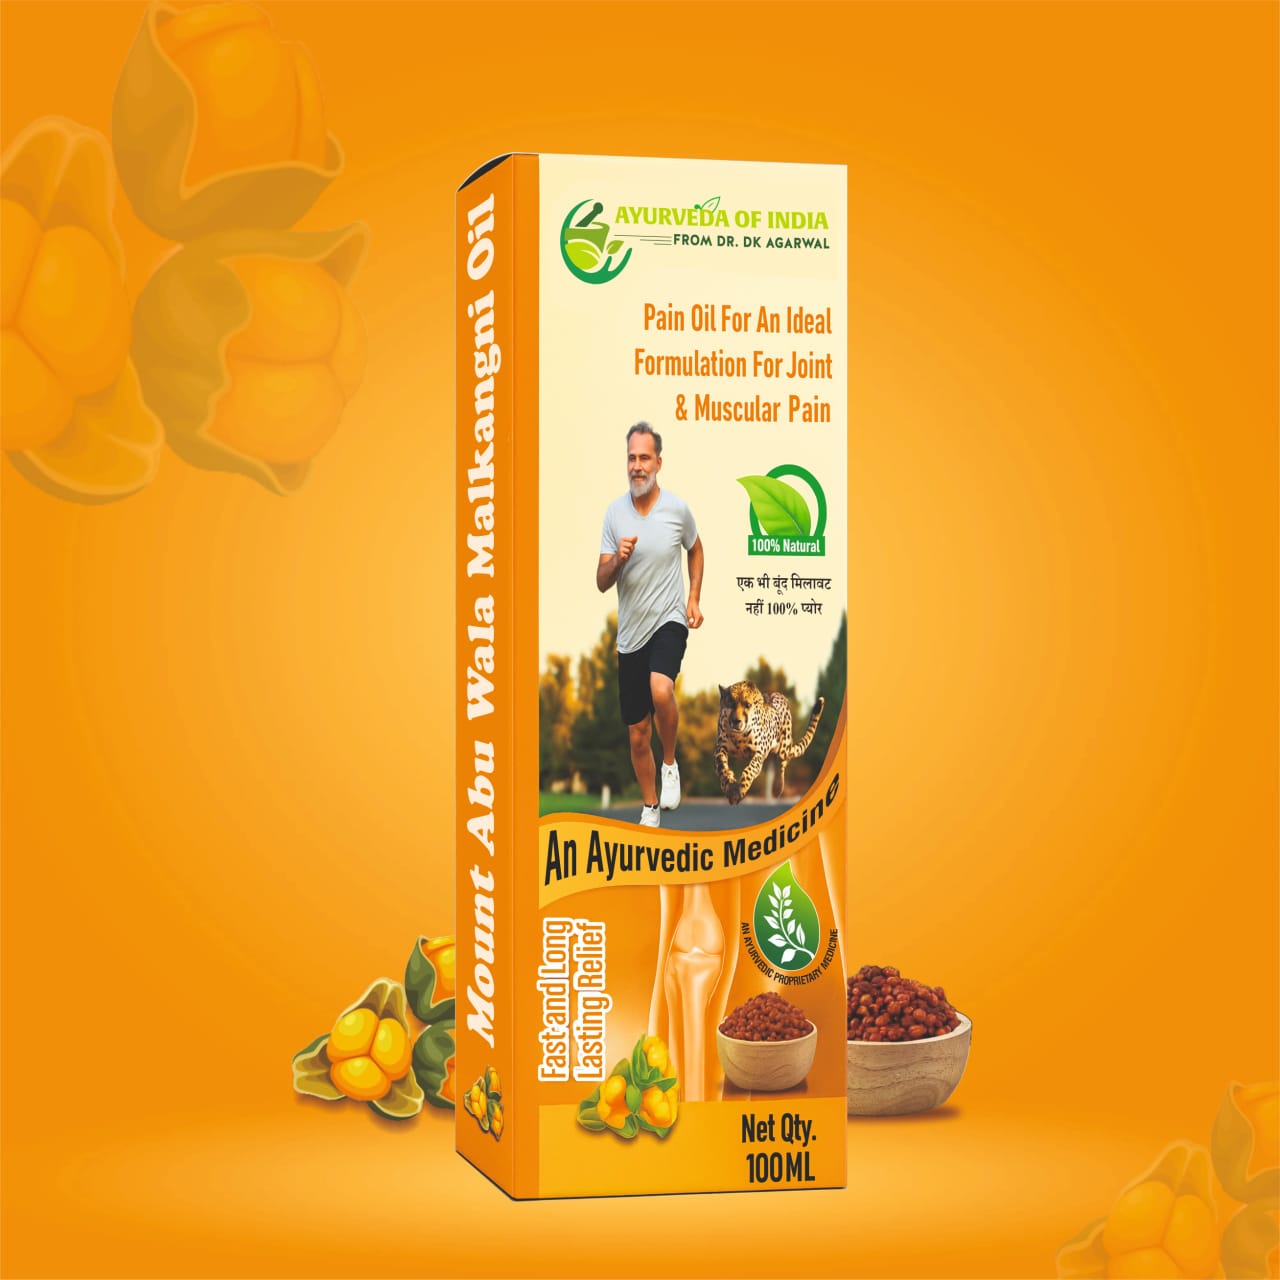 Mount Abu Wala Malkangni Oil
AYURVEDA OF INDIA
FROM DR. DK AGARWAL
Pain Oil For An Ideal
Formulation For Joint
& Muscular Pain
100% Natural
एक भी बूंद मिलावट
नहीं 100% प्योर
An Ayurvedic Medicine
AN AYURVEDIC PROPRIETARY MEDICINE
Fast and Long
Lasting Relief
Net Qty.
100ML